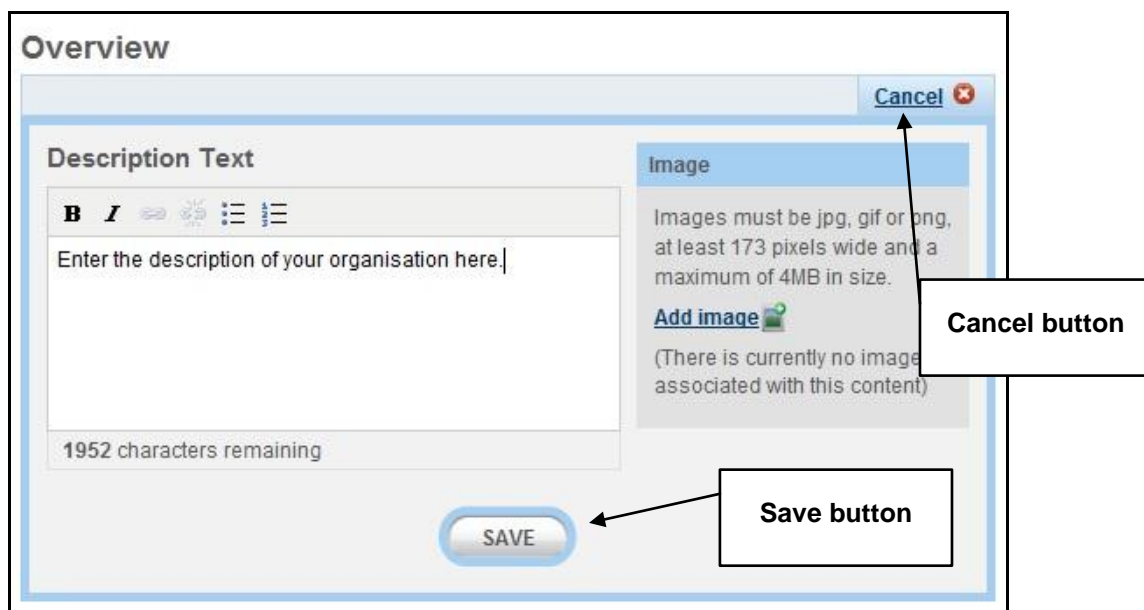 Overview
Cancel
Description Text
B I
Enter the description of your organisation here.
1952 characters remaining
Image
Images must be jpg, gif or png,
at least 173 pixels wide and a
maximum of 4MB in size.
Add image
(There is currently no image
associated with this content)
Cancel button
SAVE
Save button